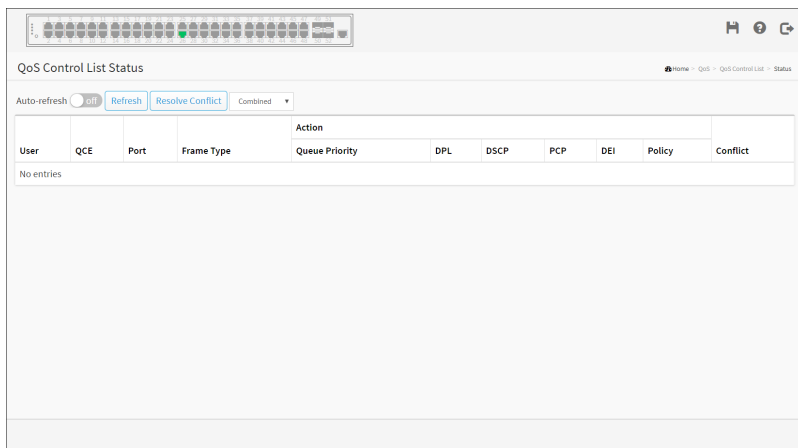 QoS Control List Status
Home > QoS > QoS Control List > Status
Auto-refresh off Refresh Resolve Conflict Combined
Action
User QCE Port Frame Type Queue Priority DPL DSCP PCP DEI Policy Conflict
No entries